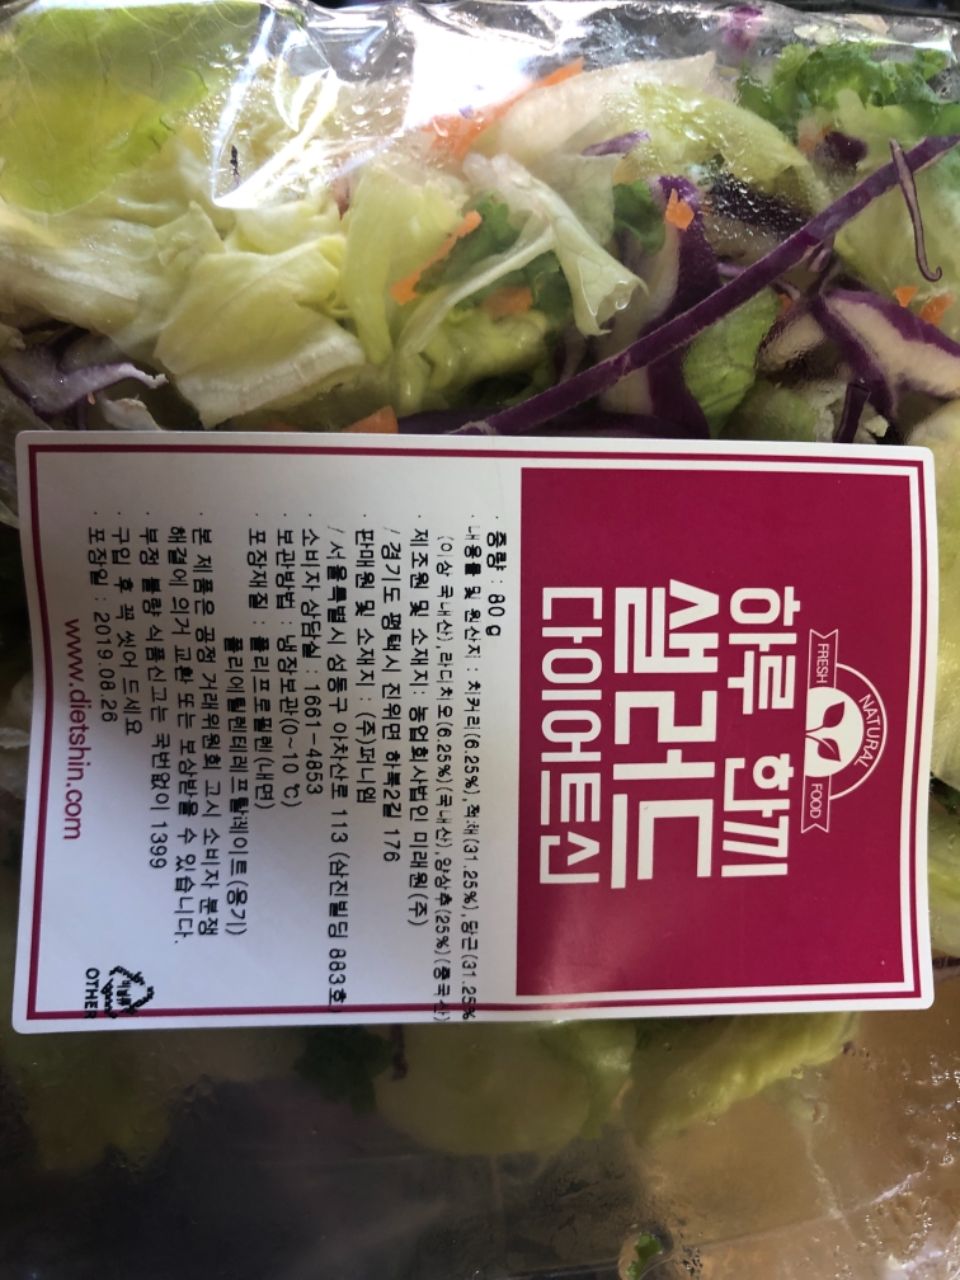 FRESH
NATURAL
FOOD
하루 한끼
샐러드
다이어트신
· 중량 : 80 g
· 내용물 및 원산지 : 치커리(6.25%),적채(31.25%),당근(31.25%
(이상 국내산),라디치오(6.25%)(국내산),양상추(25%)(중국산)
· 제조원 및 소재지: 농업회사법인 미래원(주)
/ 경기도 평택시 진위면 하북2길 176
· 판매원 및 소재지 : (주)퍼니엠
/ 서울특별시 성동구 아차산로 113 (삼진빌딩 883호)
· 소비자 상담실 : 1661-4853
· 보관방법 : 냉장보관(0~10 ℃)
· 포장재질 : 폴리프로필렌(내면)
폴리에틸렌테레프탈레이트(용기)
· 본 제품은 공정 거래위원회 고시 소비자 분쟁
해결에 의거 교환 또는 보상받을 수 있습니다.
· 부정 불량 식품신고는 국번없이 1399
· 구입 후 꼭 씻어 드세요
· 포장일 : 2019.08.26
www.dietshin.com
비닐류
OTHER